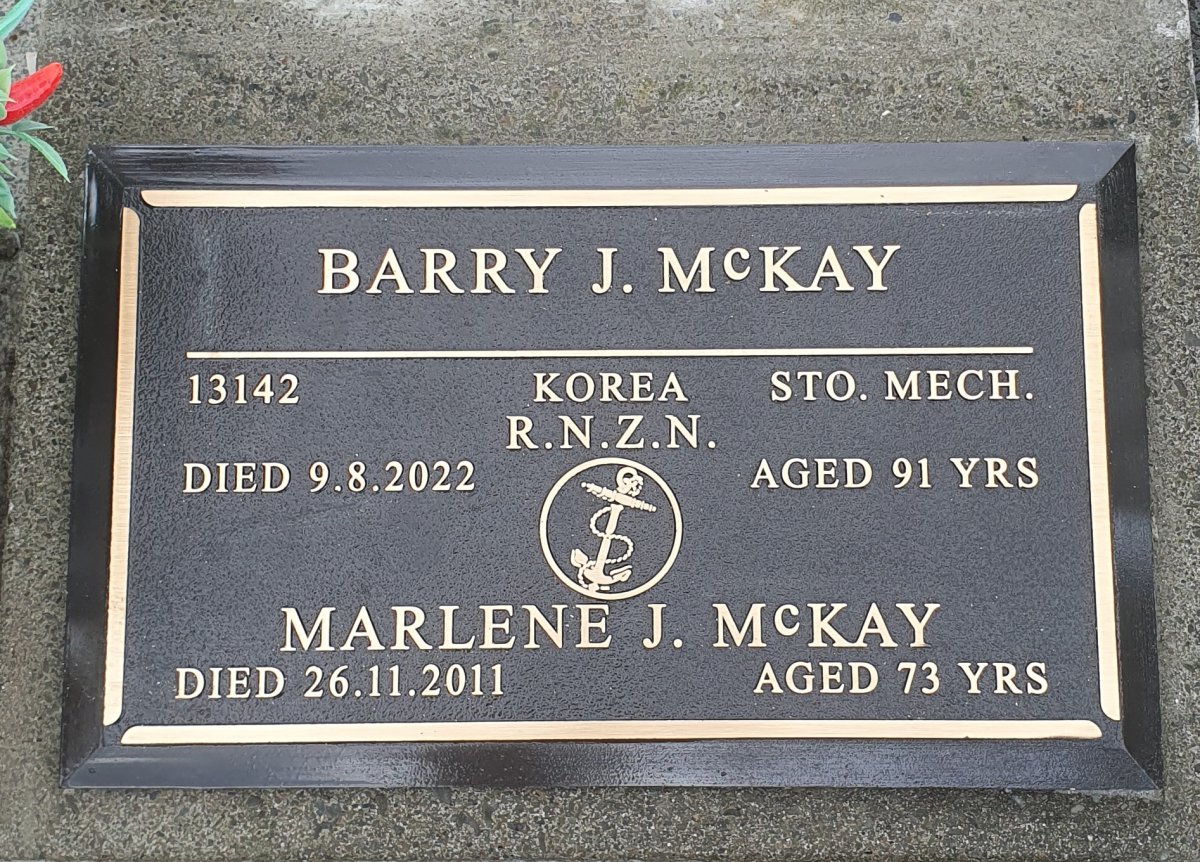 BARRY J. McKAY
13142 KOREA STO. MECH.
R.N.Z.N.
DIED 9.8.2022 AGED 91 YRS
MARLENE J. McKAY
DIED 26.11.2011 AGED 73 YRS